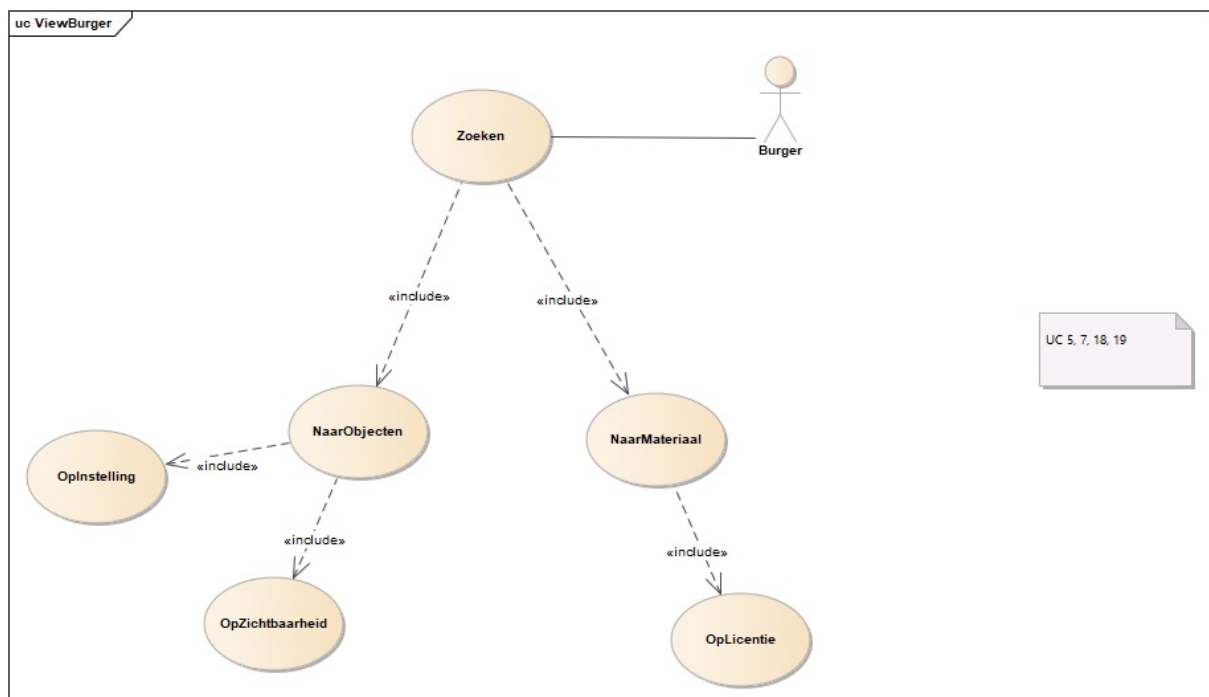 uc ViewBurger
Zoeken
Burger
«include»
«include»
UC 5, 7, 18, 19
NaarObjecten
NaarMateriaal
«include»
OpInstelling
«include»
«include»
OpZichtbaarheid
OpLicentie